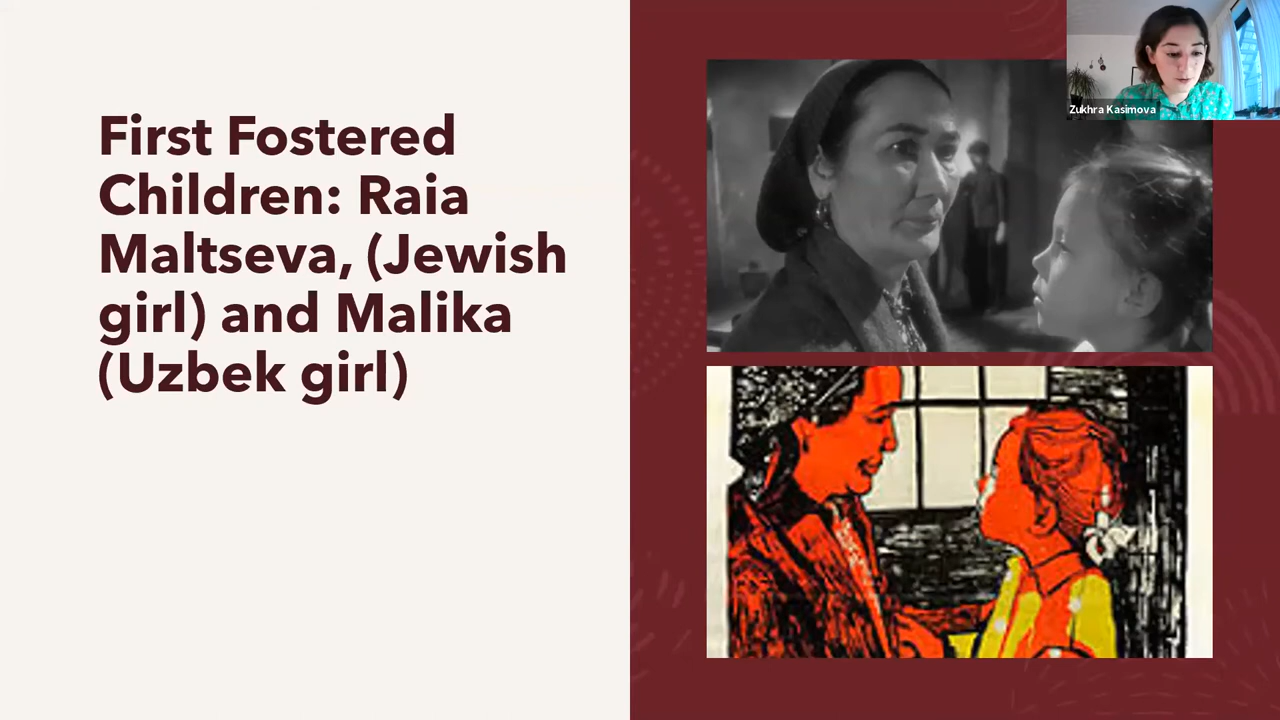 First Fostered
Children: Raia
Maltseva, (Jewish
girl) and Malika
(Uzbek girl)
Zukhra Kasimova